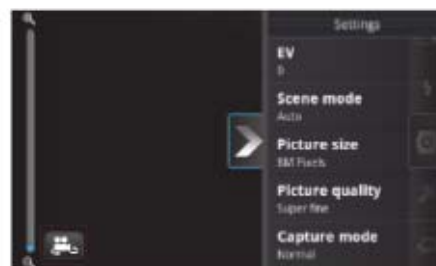 Settings
EV
0
Scene mode
Auto
Picture size
8M Pixels
Picture quality
Super fine
Capture mode
Normal